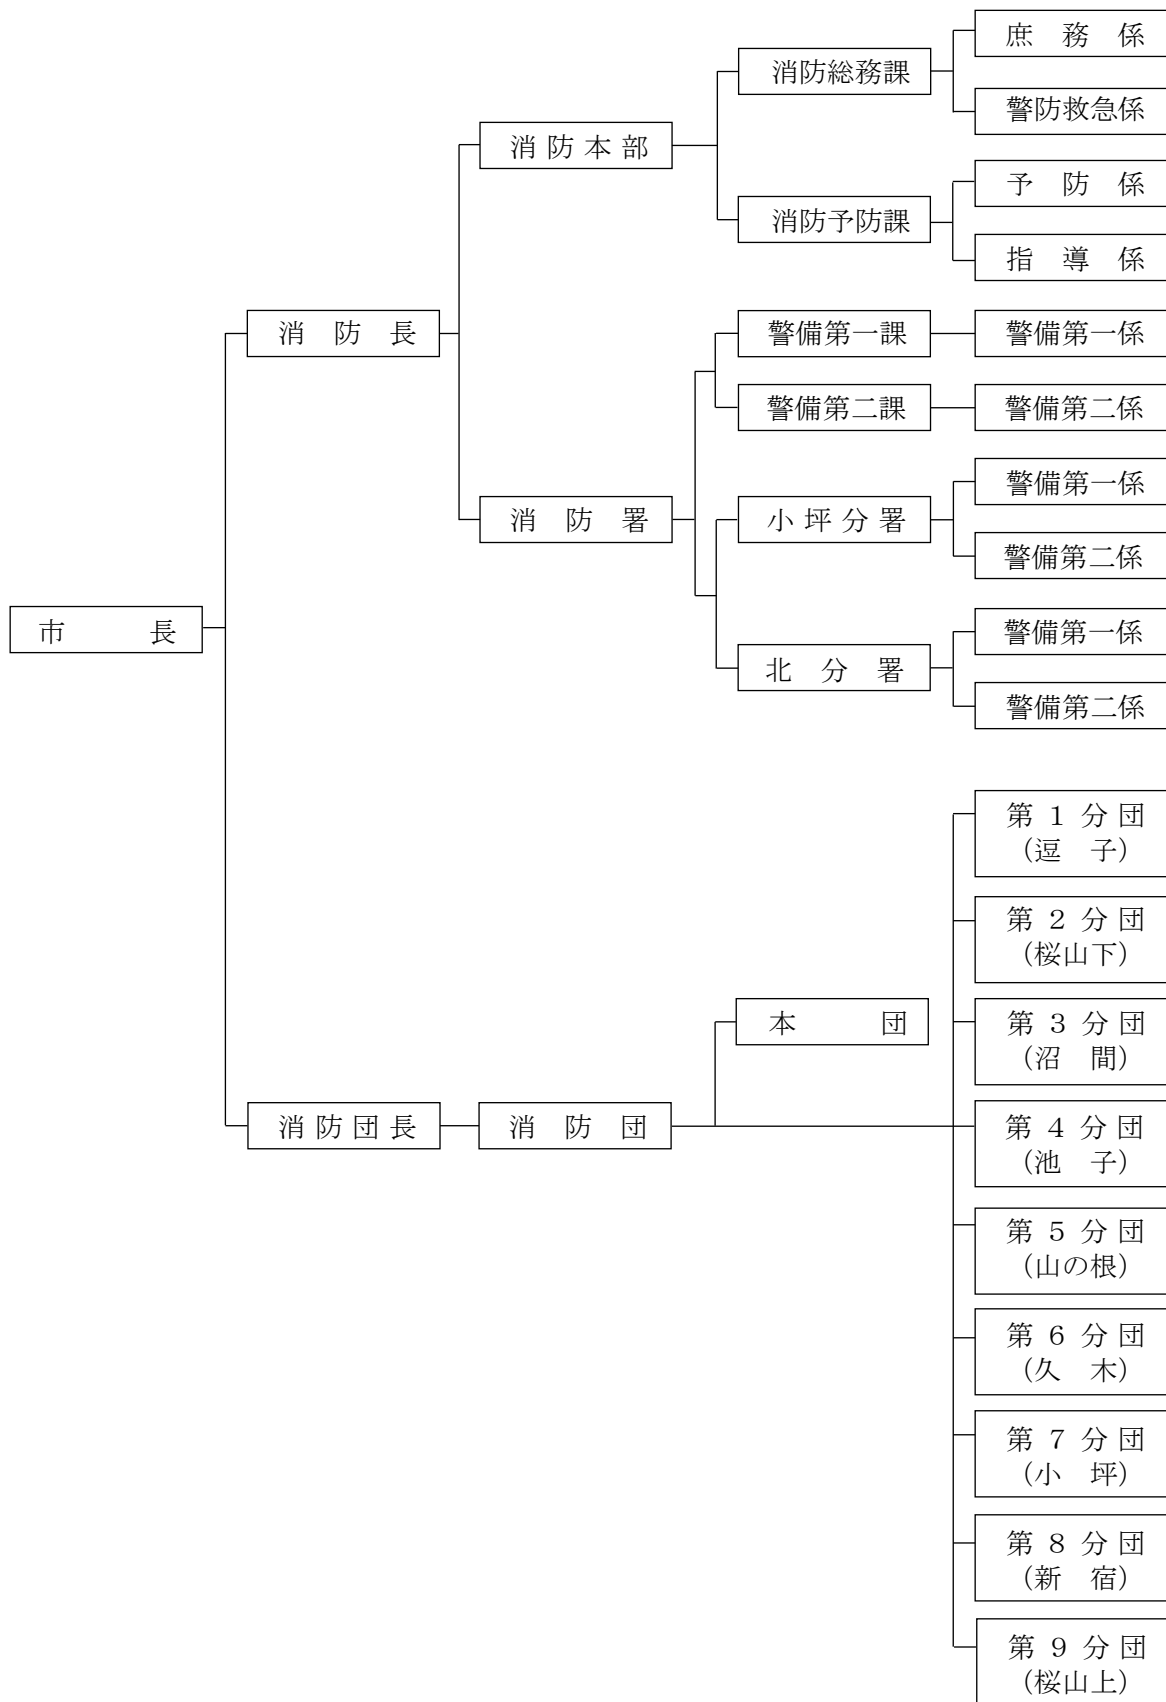 庶務係
消防総務課
警防救急係
消防本部
予防係
消防予防課
指導係
消防長
警備第一課
警備第一係
警備第二課
警備第二係
警備第一係
消防署
小坪分署
警備第二係
市長
警備第一係
北分署
警備第二係
第1分団
(逗子)
第2分団
(桜山下)
本団
第3分団
(沼間)
消防団長
消防団
第4分団
(池子)
第5分団
(山の根)
第6分団
(久木)
第7分団
(小坪)
第8分団
(新宿)
第9分団
(桜山上)